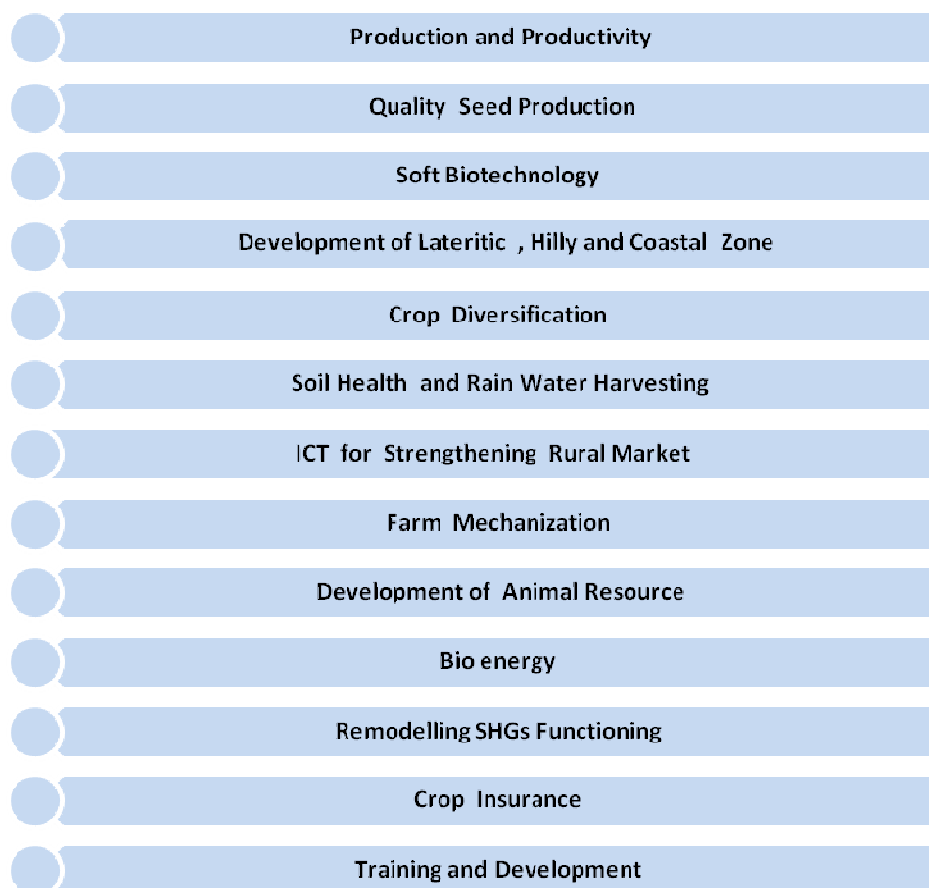 Production and Productivity
Quality Seed Production
Soft Biotechnology
Development of Lateritic , Hilly and Coastal Zone
Crop Diversification
Soil Health and Rain Water Harvesting
ICT for Strengthening Rural Market
Farm Mechanization
Development of Animal Resource
Bio energy
Remodelling SHGs Functioning
Crop Insurance
Training and Development